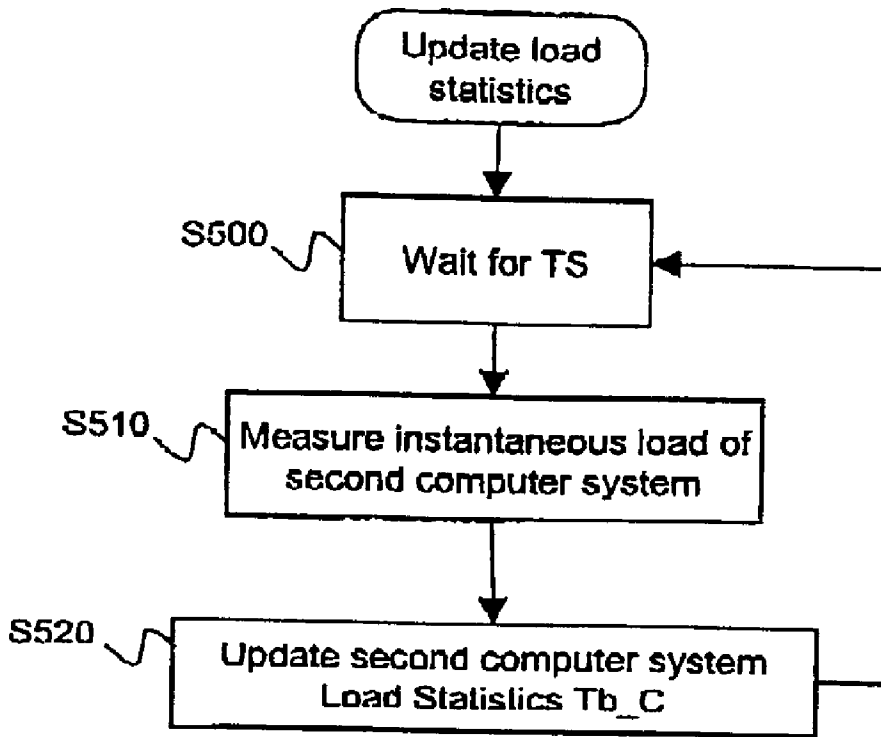 Update load
statistics
S500
Wait for TS
S510
Measure instantaneous load of
second computer system
S520
Update second computer system
Load Statistics Tb_C